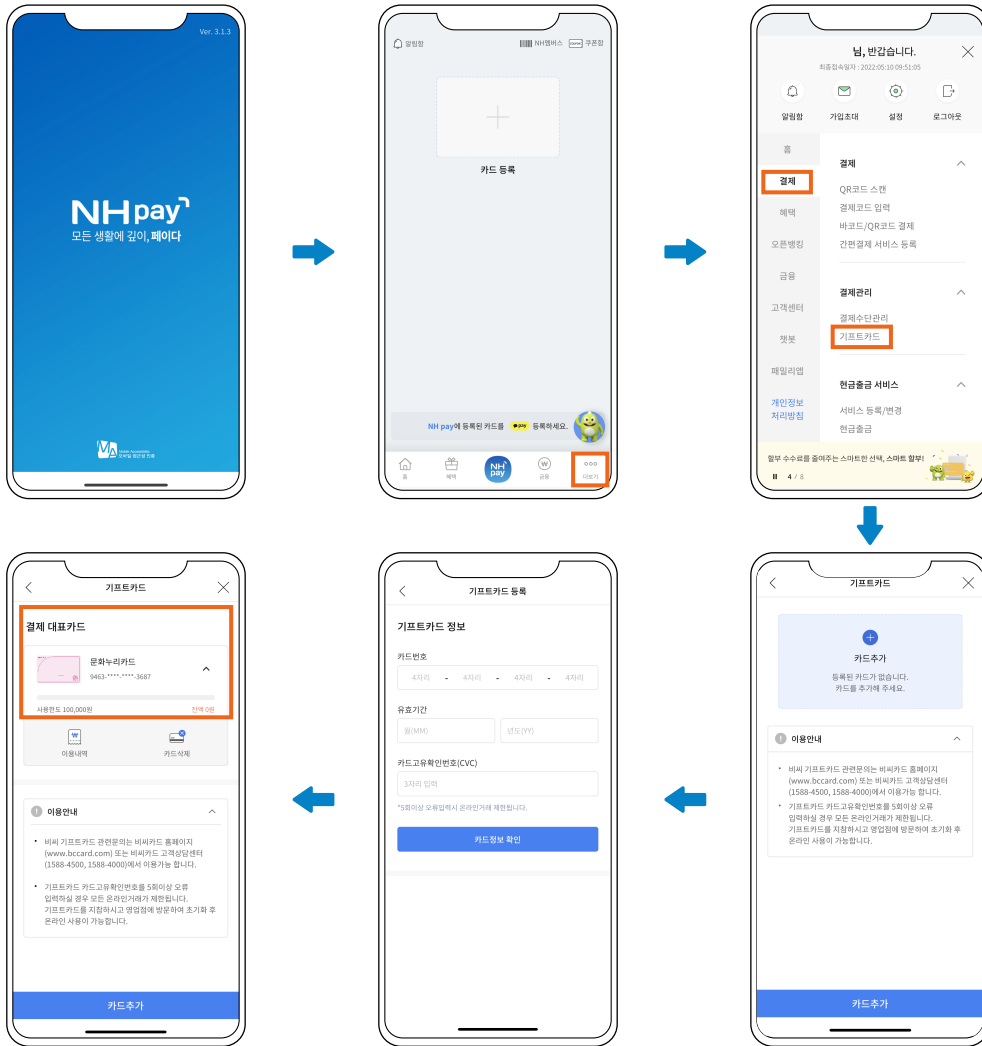 Ver. 3.1.3
NH pay
모든 생활에 깊이, 페이다
MA Mobile Accessibility
모바일 접근성 인증
알림함
NH멤버스
쿠폰함
카드 등록
NH pay에 등록된 카드를 pay 등록하세요.
홈
혜택
NH pay
금융
더보기
님, 반갑습니다.
최종접속일자 : 2022:05:10 09:51:05
알림함
가입초대
설정
로그아웃
홈
결제
혜택
오픈뱅킹
금융
고객센터
챗봇
패밀리앱
개인정보
처리방침
결제
QR코드 스캔
결제코드 입력
바코드/QR코드 결제
간편결제 서비스 등록
결제관리
결제수단관리
기프트카드
현금출금 서비스
서비스 등록/변경
현금출금
할부 수수료를 줄여주는 스마트한 선택, 스마트 할부!
4 / 8
기프트카드
카드추가
등록된 카드가 없습니다.
카드를 추가해 주세요.
이용안내
• 비씨 기프트카드 관련문의는 비씨카드 홈페이지
(www.bccard.com) 또는 비씨카드 고객상담센터
(1588-4500, 1588-4000)에서 이용가능 합니다.
• 기프트카드 카드고유확인번호를 5회이상 오류
입력하실 경우 모든 온라인거래가 제한됩니다.
기프트카드를 지참하시고 영업점에 방문하여 초기화 후
온라인 사용이 가능합니다.
카드추가
기프트카드 등록
기프트카드 정보
카드번호
4자리 - 4자리 - 4자리 - 4자리
유효기간
월(MM)
년도(YY)
카드고유확인번호(CVC)
3자리 입력
*5회이상 오류입력시 온라인거래 제한됩니다.
카드정보 확인
기프트카드
결제 대표카드
문화누리카드
9463-****-****-3687
사용한도 100,000원
잔액 0원
이용내역
카드삭제
이용안내
• 비씨 기프트카드 관련문의는 비씨카드 홈페이지
(www.bccard.com) 또는 비씨카드 고객상담센터
(1588-4500, 1588-4000)에서 이용가능 합니다.
• 기프트카드 카드고유확인번호를 5회이상 오류
입력하실 경우 모든 온라인거래가 제한됩니다.
기프트카드를 지참하시고 영업점에 방문하여 초기화 후
온라인 사용이 가능합니다.
카드추가